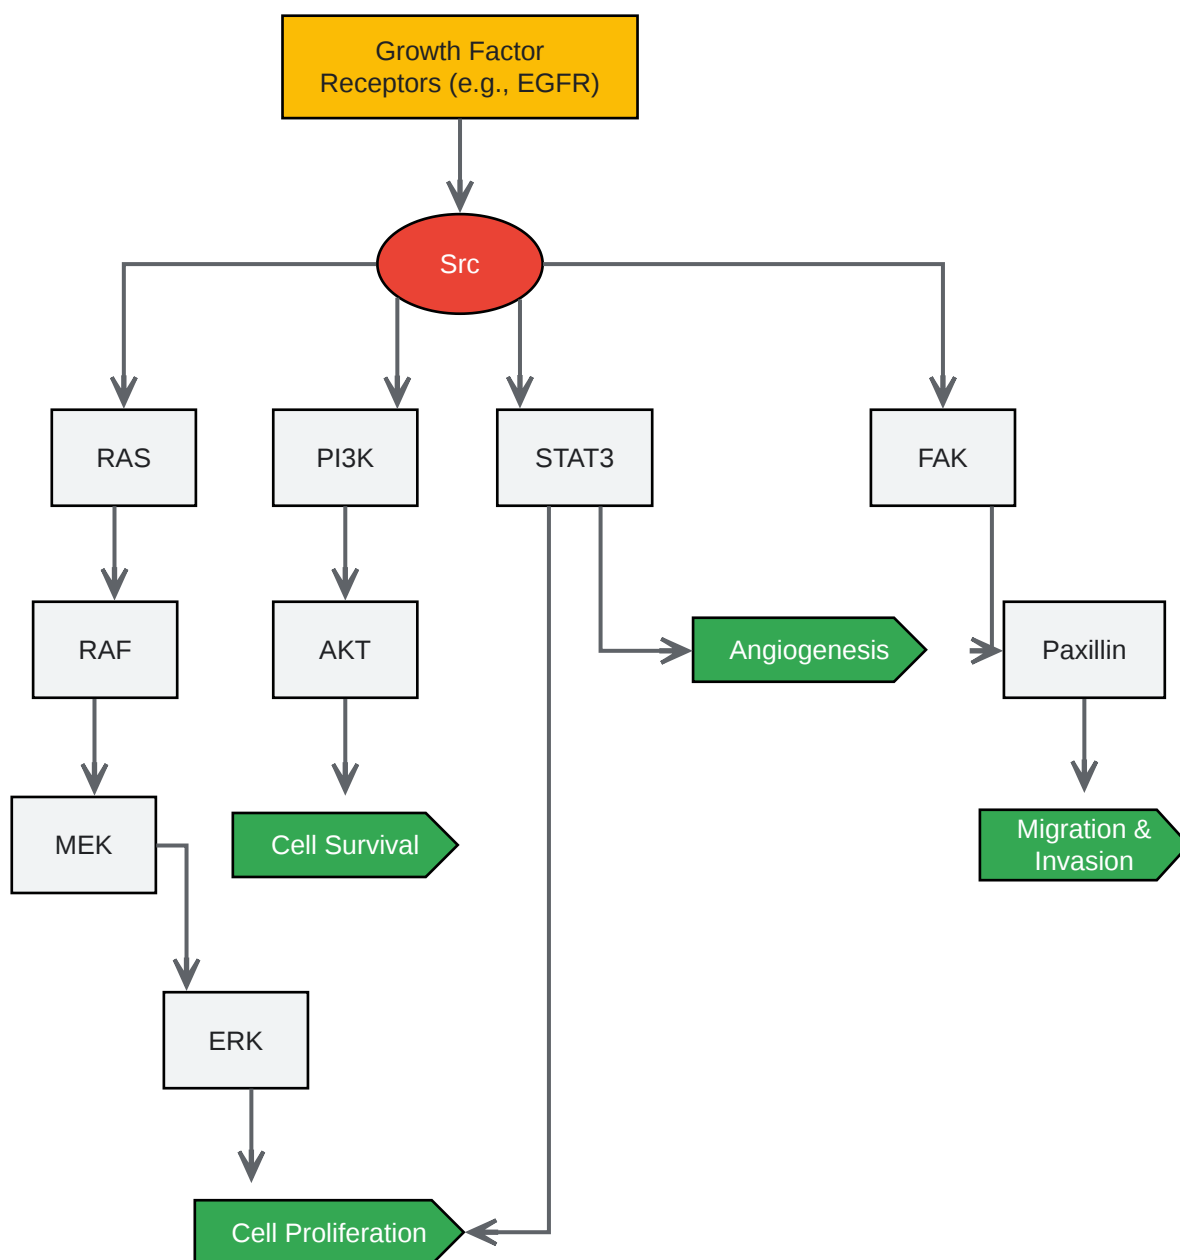 Growth Factor
Receptors (e.g., EGFR)
Src
RAS
PI3K
STAT3
FAK
RAF
AKT
Angiogenesis
Paxillin
MEK
Cell Survival
Migration &
Invasion
ERK
Cell Proliferation